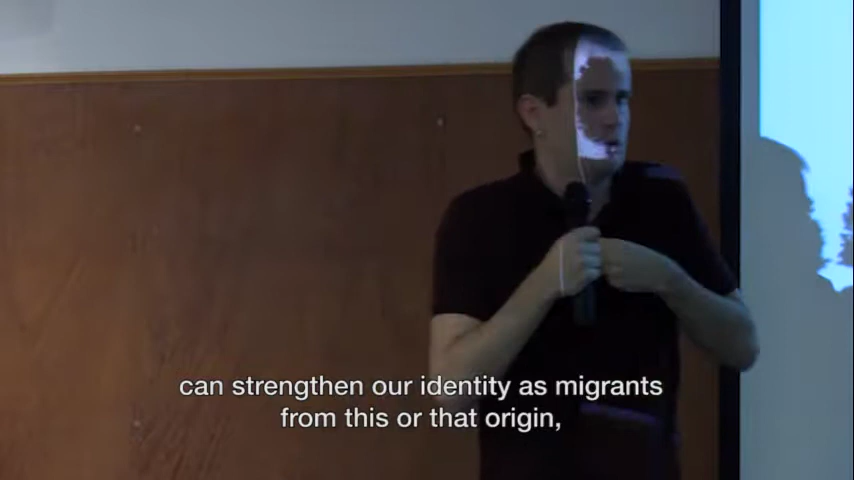 can strengthen our identity as migrants
from this or that origin,